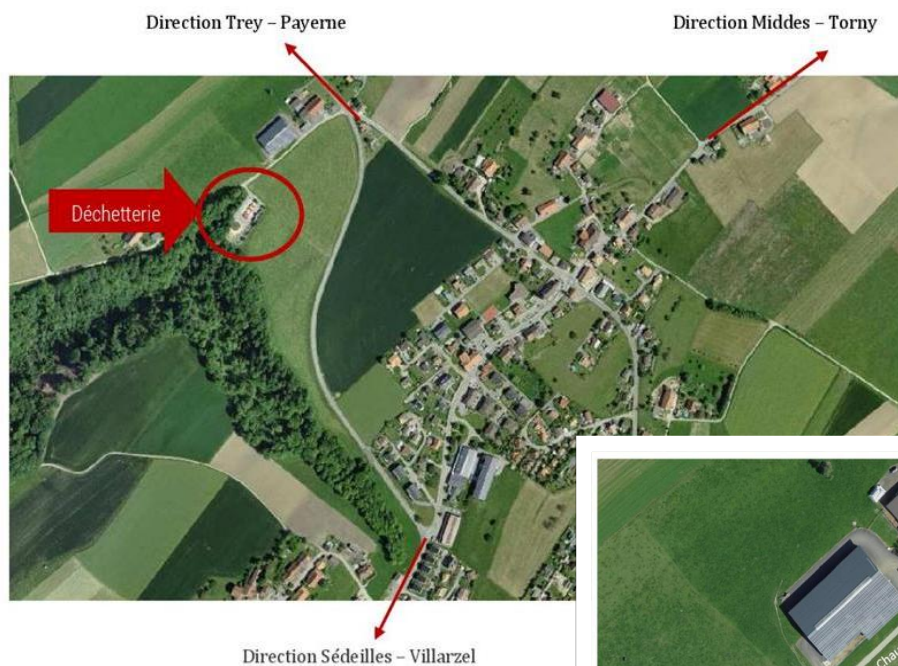 Direction Trey – Payerne
Direction Middes – Torny
Déchetterie
Direction Sédeilles – Villarzel